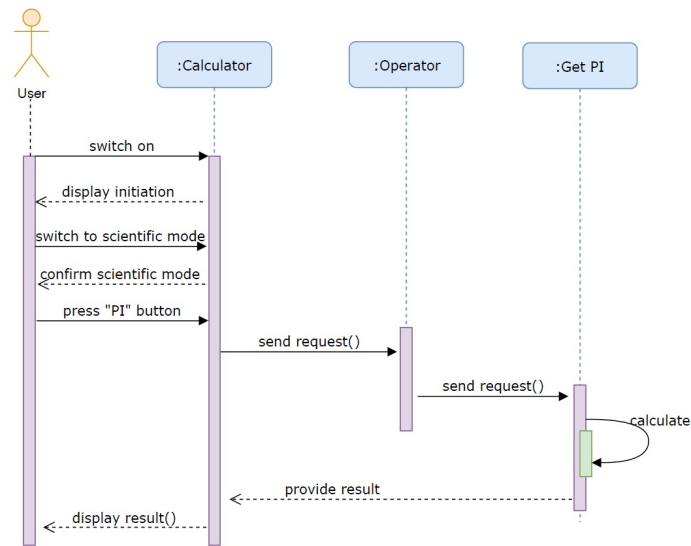 User
:Calculator
:Operator
:Get PI
switch on
display initiation
switch to scientific mode
confirm scientific mode
press "PI" button
send request()
send request()
calculate
provide result
display result()